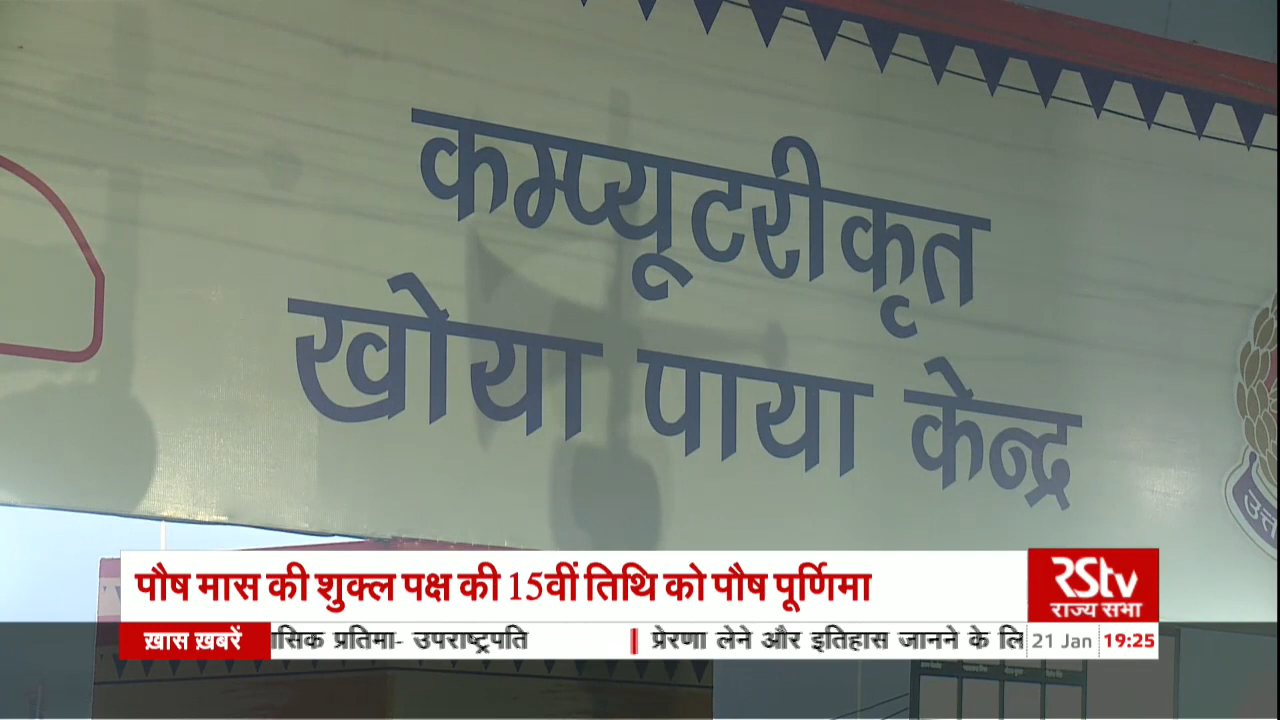 कम्प्यूटरीकृत
खोया पाया केन्द्र
पौष मास की शुक्ल पक्ष की 15वीं तिथि को पौष पूर्णिमा
RStv
राज्य सभा
ख़ास ख़बरें
प्रतिमा- उपराष्ट्रपति | प्रेरणा लेने और इतिहास जानने के
21 Jan 19:25